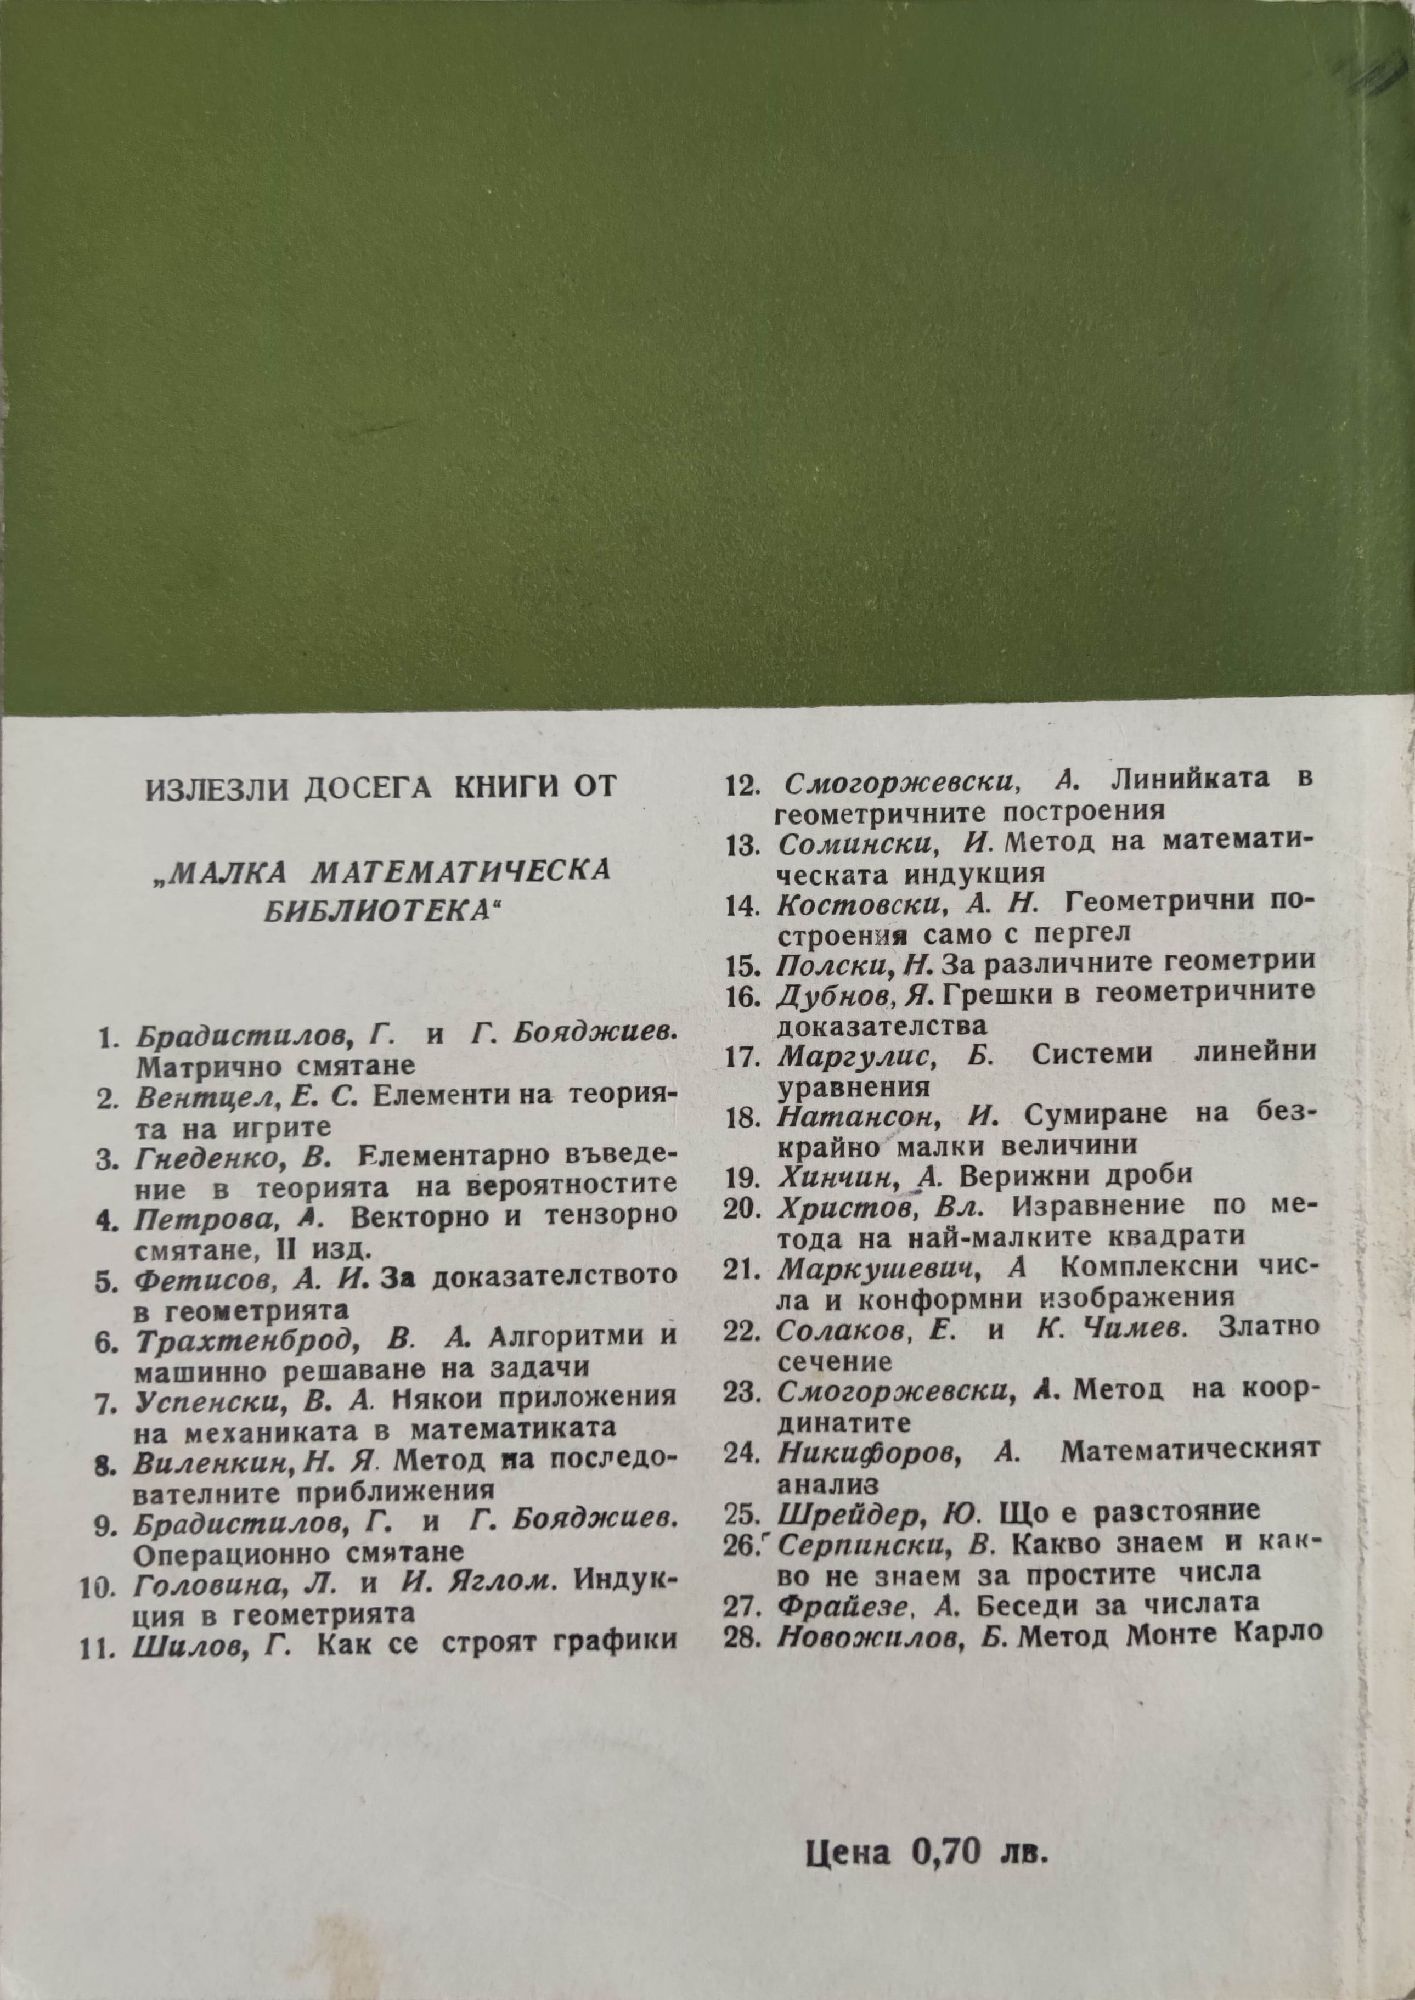 ИЗЛЕЗЛИ ДОСЕГА КНИГИ ОТ
„МАЛКА МАТЕМАТИЧЕСКА
БИБЛИОТЕКА“
1. Брадистилов, Г. и Г. Бояджиев.
Матрично смятане
2. Вентцел, Е. С. Елементи на теория-
та на игрите
3. Гнеденко, В. Елементарно въведе-
ние в теорията на вероятностите
4. Петрова, А. Векторно и тензорно
смятане, II изд.
5. Фетисов, А. И. За доказателството
в геометрията
6. Трахтенброд, В. А. Алгоритми и
машинно решаване на задачи
7. Успенски, В. А. Някои приложения
на механиката в математиката
8. Виленкин, Н. Я. Метод на последо-
вателните приближения
9. Брадистилов, Г. и Г. Бояджиев.
Операционно смятане
10. Головина, Л. и И. Яглом. Индук-
ция в геометрията
11. Шилов, Г. Как се строят графики
12. Смогоржевски, А. Линийката в
геометричните построения
13. Сомински, И. Метод на математи-
ческата индукция
14. Костовски, А. Н. Геометрични по-
строения само с пергел
15. Полски, Н. За различните геометрии
16. Дубнов, Я. Грешки в геометричните
доказателства
17. Маргулис, Б. Системи линейни
уравнения
18. Натансон, И. Сумиране на без-
крайно малки величини
19. Хинчин, А. Верижни дроби
20. Христов, Вл. Изравнение по ме-
тода на най-малките квадрати
21. Маркушевич, А Комплексни чис-
ла и конформни изображения
22. Солаков, Е. и К. Чимев. Златно
сечение
23. Смогоржевски, А. Метод на коор-
динатите
24. Никифоров, А. Математическият
анализ
25. Шрейдер, Ю. Що е разстояние
26. Серпински, В. Какво знаем и как-
во не знаем за простите числа
27. Фрайезе, А. Беседи за числата
28. Новожилов, Б. Метод Монте Карло
Цена 0,70 лв.